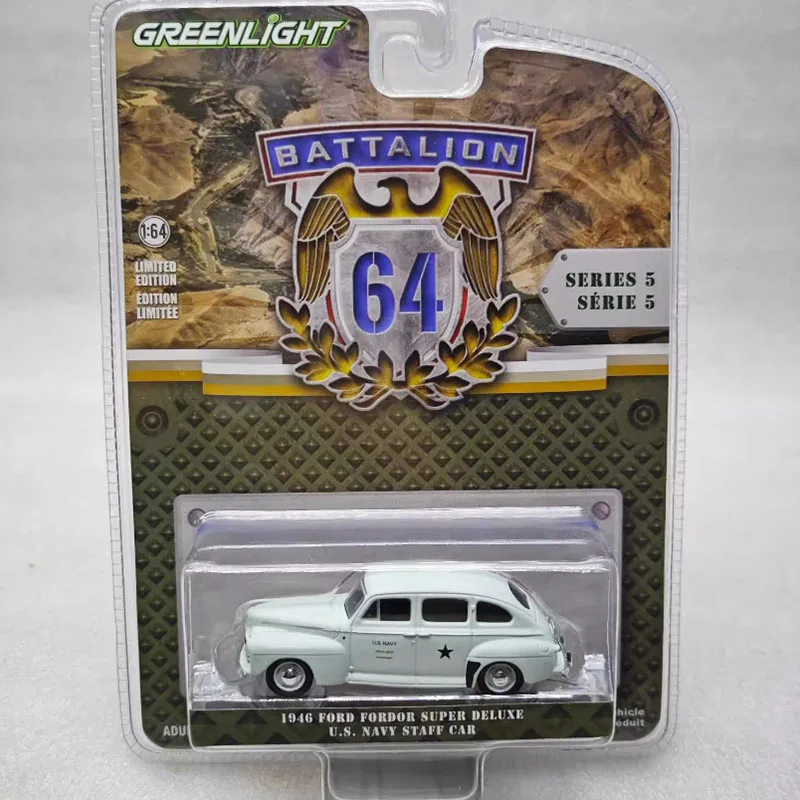 GREENLIGHT
BATTALION
64
1:64
LIMITED
EDITION
ÉDITION
LIMITÉE
SERIES 5
SÉRIE 5
U.S. NAVY
1946 FORD FORDOR SUPER DELUXE
U.S. NAVY STAFF CAR